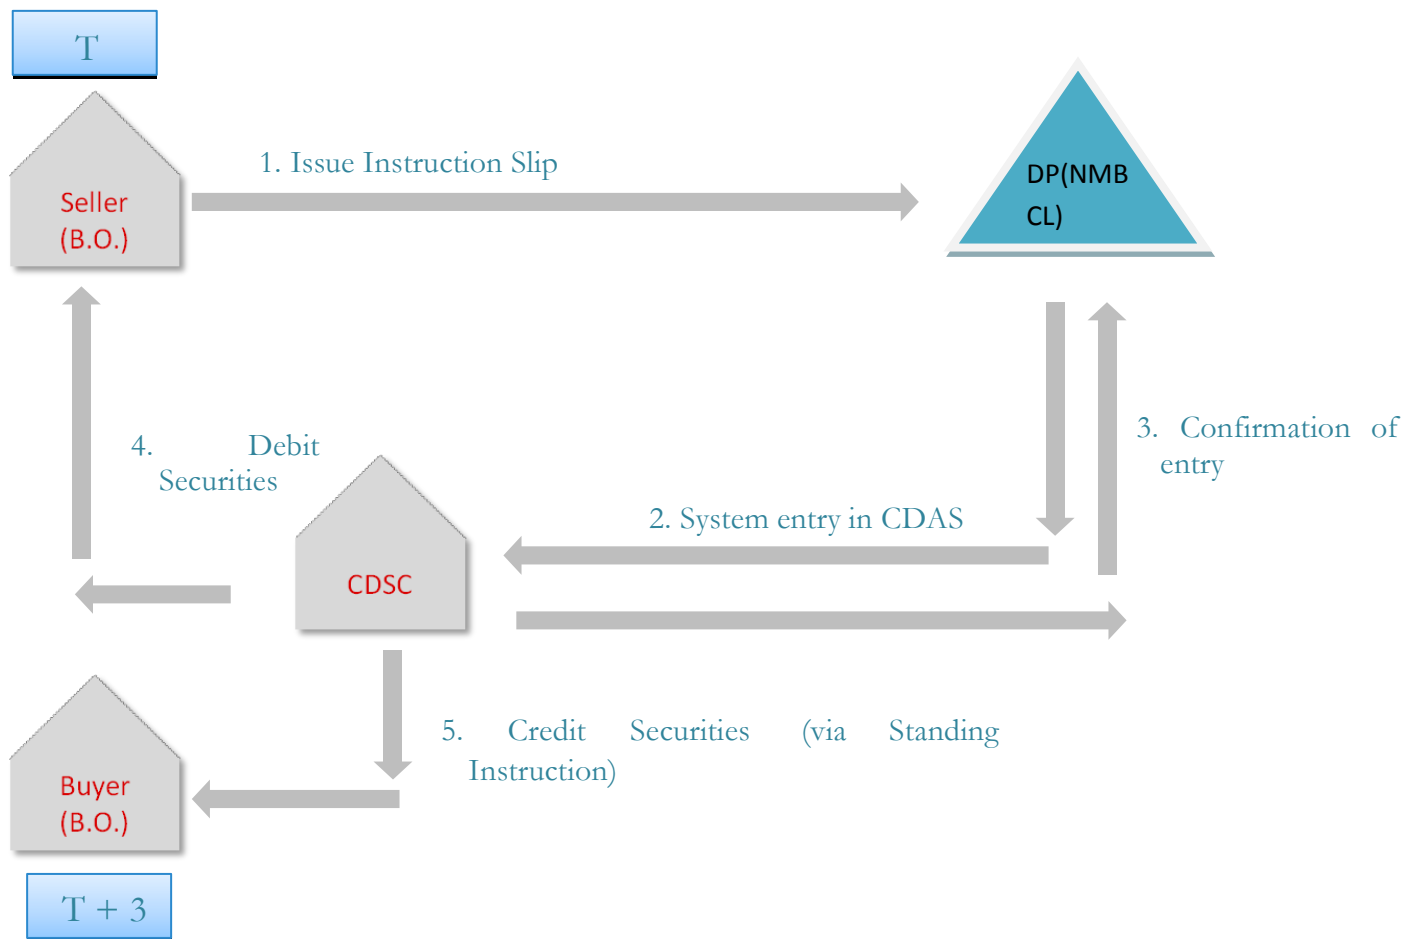 T
1. Issue Instruction Slip
DP(NMB
CL)
Seller
(B.O.)
3. Confirmation of
entry
4. Debit
Securities
2. System entry in CDAS
CDSC
5. Credit Securities (via Standing
Instruction)
Buyer
(B.O.)
T + 3